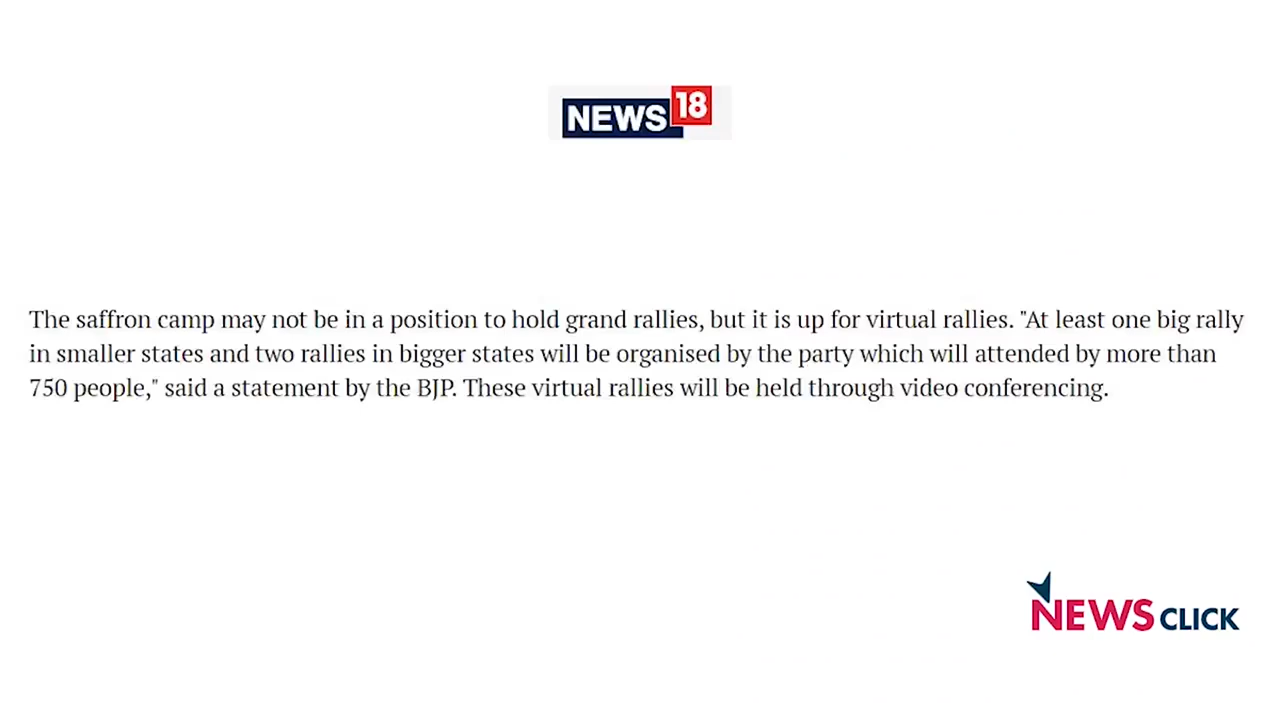 NEWS 18
The saffron camp may not be in a position to hold grand rallies, but it is up for virtual rallies. "At least one big rally
in smaller states and two rallies in bigger states will be organised by the party which will attended by more than
750 people," said a statement by the BJP. These virtual rallies will be held through video conferencing.
NEWS CLICK